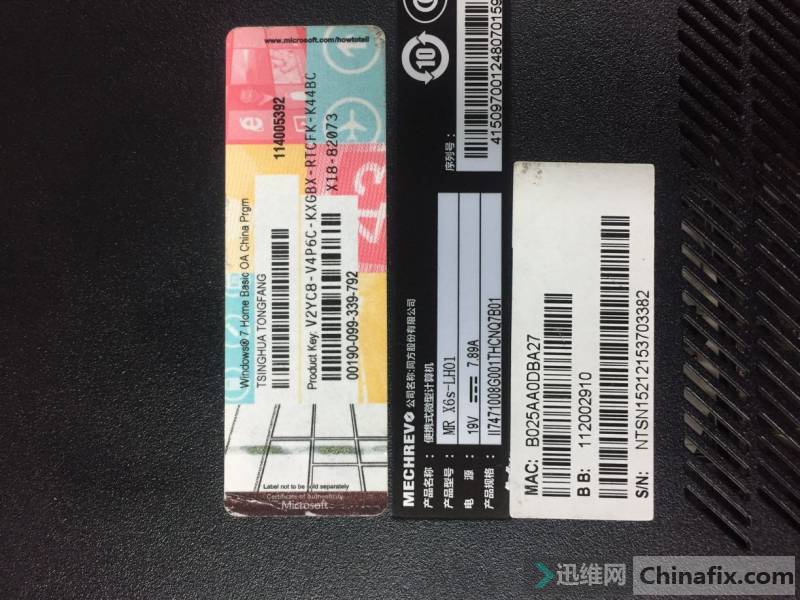 www.microsoft.com/howtotell
114005392
Windows® 7 Home Basic OA China Prgm
TSINGHUA TONGFANG
X18-82073
Product Key: V2YC8-V4P6C-KXGBX-RTCFK-K44BC
00190-099-339-792
Label not to be sold separately
Certificate of Authenticity
Microsoft
MECHREVO 公司名称:同方股份有限公司
产品名称: 便携式微型计算机
产品型号: MR X6s-LH01
电 源: 19V 7.89A
产品规格: I17471008G001THCNQ7B01
10
序列号:
41509700124807015
MAC: B025AA0DBA27
BB: 112002910
S/N: NTSN15212153703382
迅维网 Chinafix.com